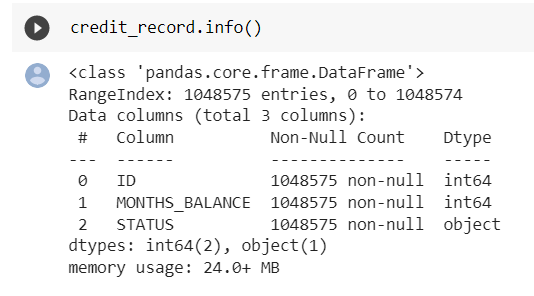 credit_record.info()
<class 'pandas.core.frame.DataFrame'>
RangeIndex: 1048575 entries, 0 to 1048574
Data columns (total 3 columns):
 #   Column          Non-Null Count    Dtype
---  ------          --------------    -----
 0   ID              1048575 non-null  int64
 1   MONTHS_BALANCE  1048575 non-null  int64
 2   STATUS          1048575 non-null  object
dtypes: int64(2), object(1)
memory usage: 24.0+ MB